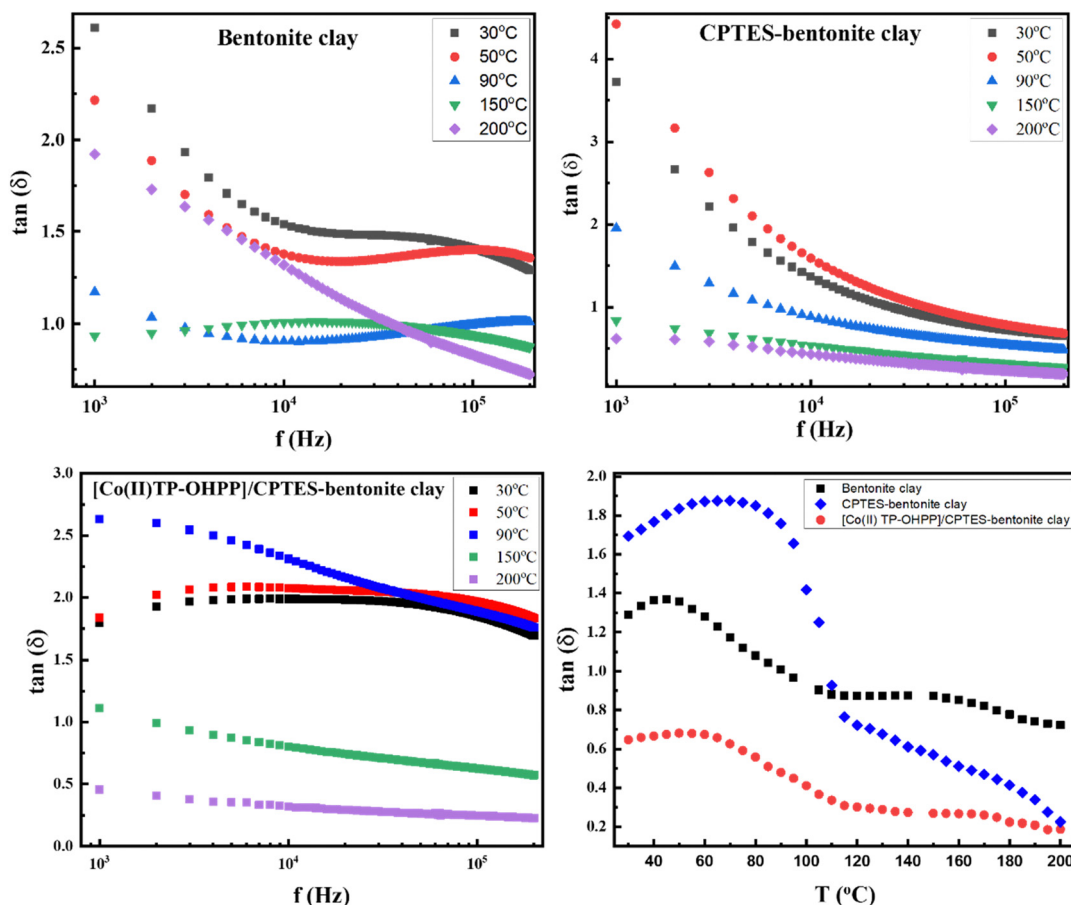 Bentonite clay
30°C
50°C
90°C
150°C
200°C
2.5
2.0
1.5
1.0
tan (δ)
10³
10⁴
10⁵
f (Hz)
CPTES-bentonite clay
30°C
50°C
90°C
150°C
200°C
4
3
2
1
tan (δ)
10³
10⁴
10⁵
f (Hz)
[Co(II)TP-OHPP]/CPTES-bentonite clay
30°C
50°C
90°C
150°C
200°C
3.0
2.5
2.0
1.5
1.0
0.5
0.0
tan (δ)
10³
10⁴
10⁵
f (Hz)
Bentonite clay
CPTES-bentonite clay
[Co(II) TP-OHPP]/CPTES-bentonite clay
2.0
1.8
1.6
1.4
1.2
1.0
0.8
0.6
0.4
0.2
tan (δ)
40
60
80
100
120
140
160
180
200
T (°C)